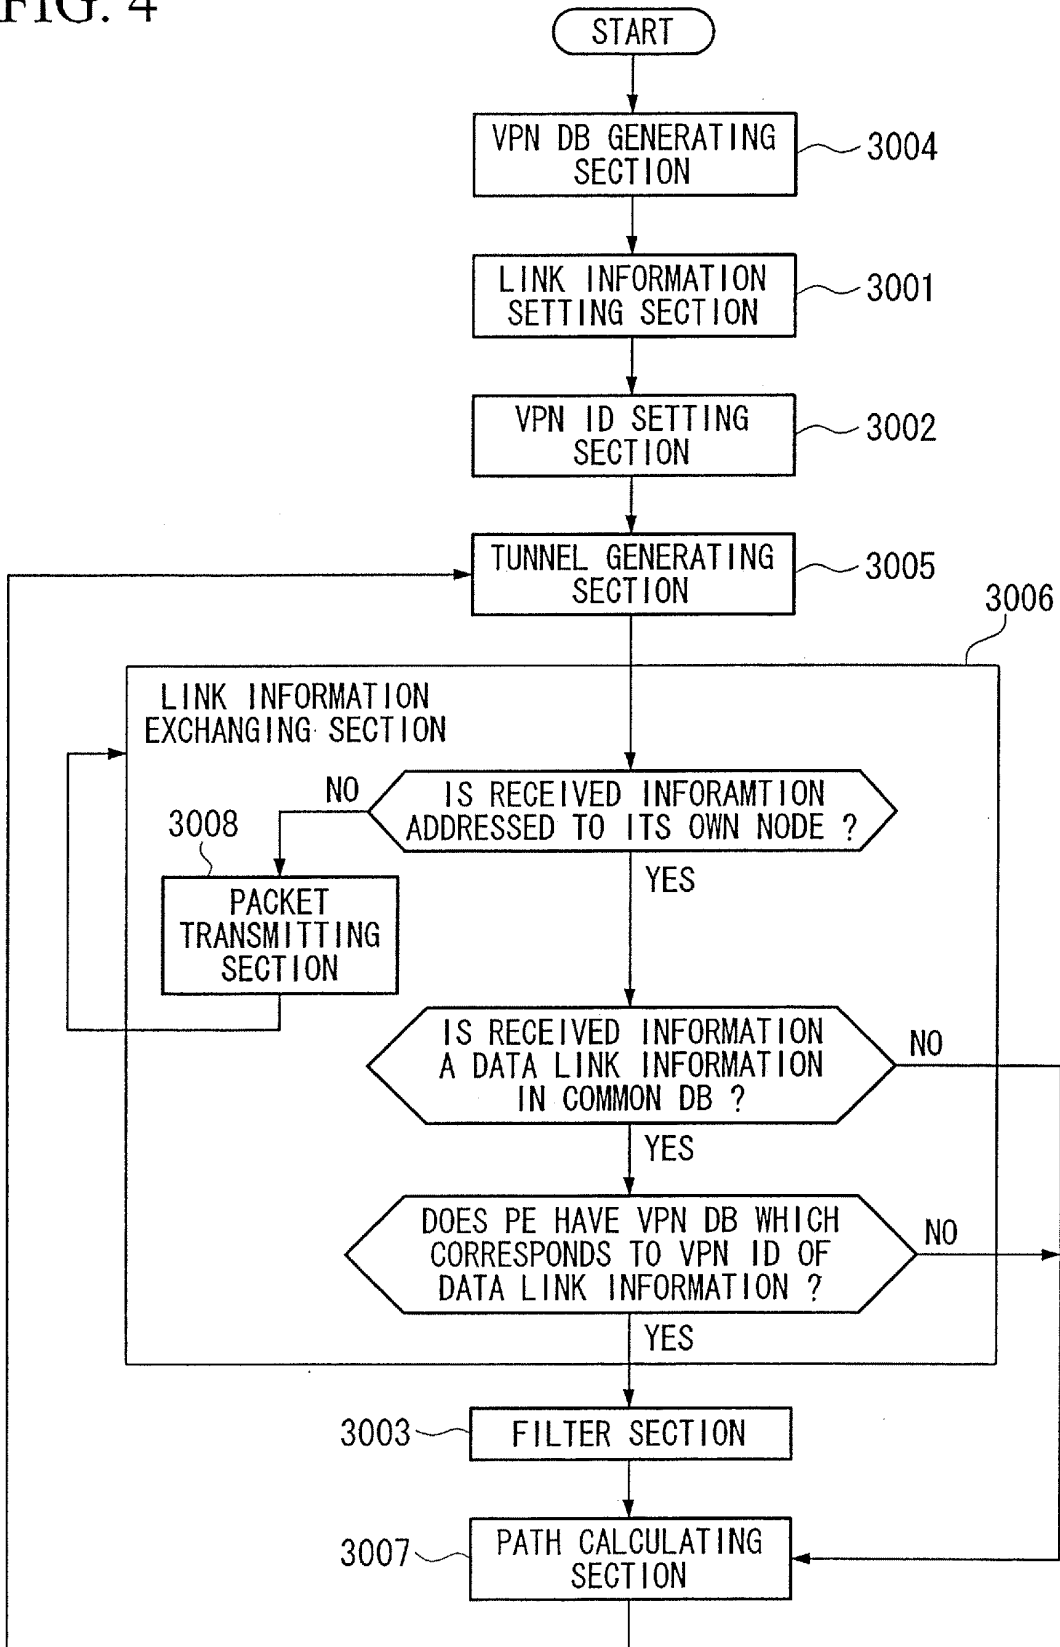 FIG. 4
START
VPN DB GENERATING
SECTION
3004
LINK INFORMATION
SETTING SECTION
3001
VPN ID SETTING
SECTION
3002
TUNNEL GENERATING
SECTION
3005
3006
LINK INFORMATION
EXCHANGING SECTION
NO
IS RECEIVED INFORAMTION
ADDRESSED TO ITS OWN NODE ?
3008
YES
PACKET
TRANSMITTING
SECTION
IS RECEIVED INFORMATION
A DATA LINK INFORMATION
IN COMMON DB ?
NO
YES
DOES PE HAVE VPN DB WHICH
CORRESPONDS TO VPN ID OF
DATA LINK INFORMATION ?
NO
YES
3003
FILTER SECTION
3007
PATH CALCULATING
SECTION